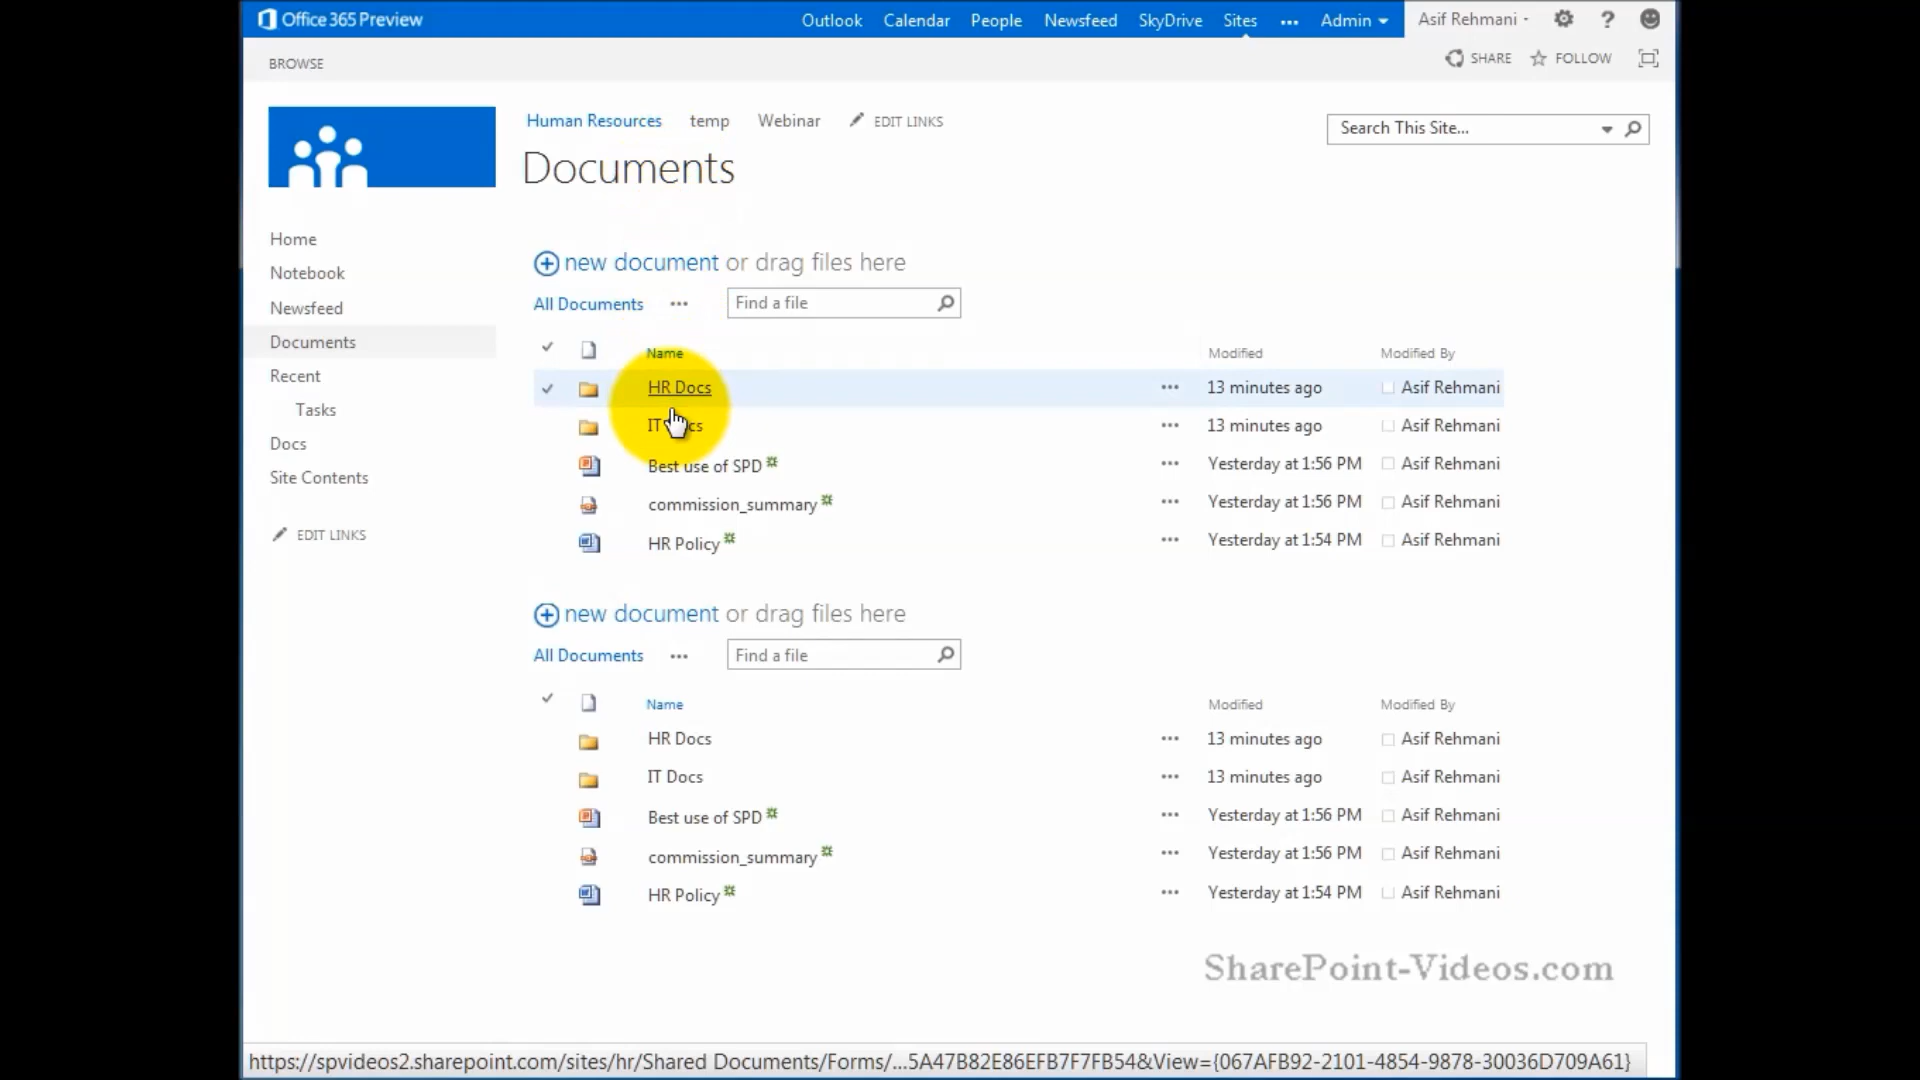 Office 365 Preview Outlook Calendar People Newsfeed SkyDrive Sites ••• Admin Asif Rehmani ?
BROWSE SHARE FOLLOW
Human Resources temp Webinar EDIT LINKS
Search This Site...
Documents
Home
Notebook
Newsfeed
Documents
Recent
Tasks
Docs
Site Contents
EDIT LINKS
new document or drag files here
All Documents ••• Find a file
Name Modified Modified By
HR Docs ••• 13 minutes ago Asif Rehmani
••• 13 minutes ago Asif Rehmani
Best use of SPD ••• Yesterday at 1:56 PM Asif Rehmani
commission_summary ••• Yesterday at 1:56 PM Asif Rehmani
HR Policy ••• Yesterday at 1:54 PM Asif Rehmani
new document or drag files here
All Documents ••• Find a file
Name Modified Modified By
HR Docs ••• 13 minutes ago Asif Rehmani
IT Docs ••• 13 minutes ago Asif Rehmani
Best use of SPD ••• Yesterday at 1:56 PM Asif Rehmani
commission_summary ••• Yesterday at 1:56 PM Asif Rehmani
HR Policy ••• Yesterday at 1:54 PM Asif Rehmani
SharePoint-Videos.com
https://spvideos2.sharepoint.com/sites/hr/Shared Documents/Forms/...5A47B82E86EFB7F7FB54&View={067AFB92-2101-4854-9878-30036D709A61}